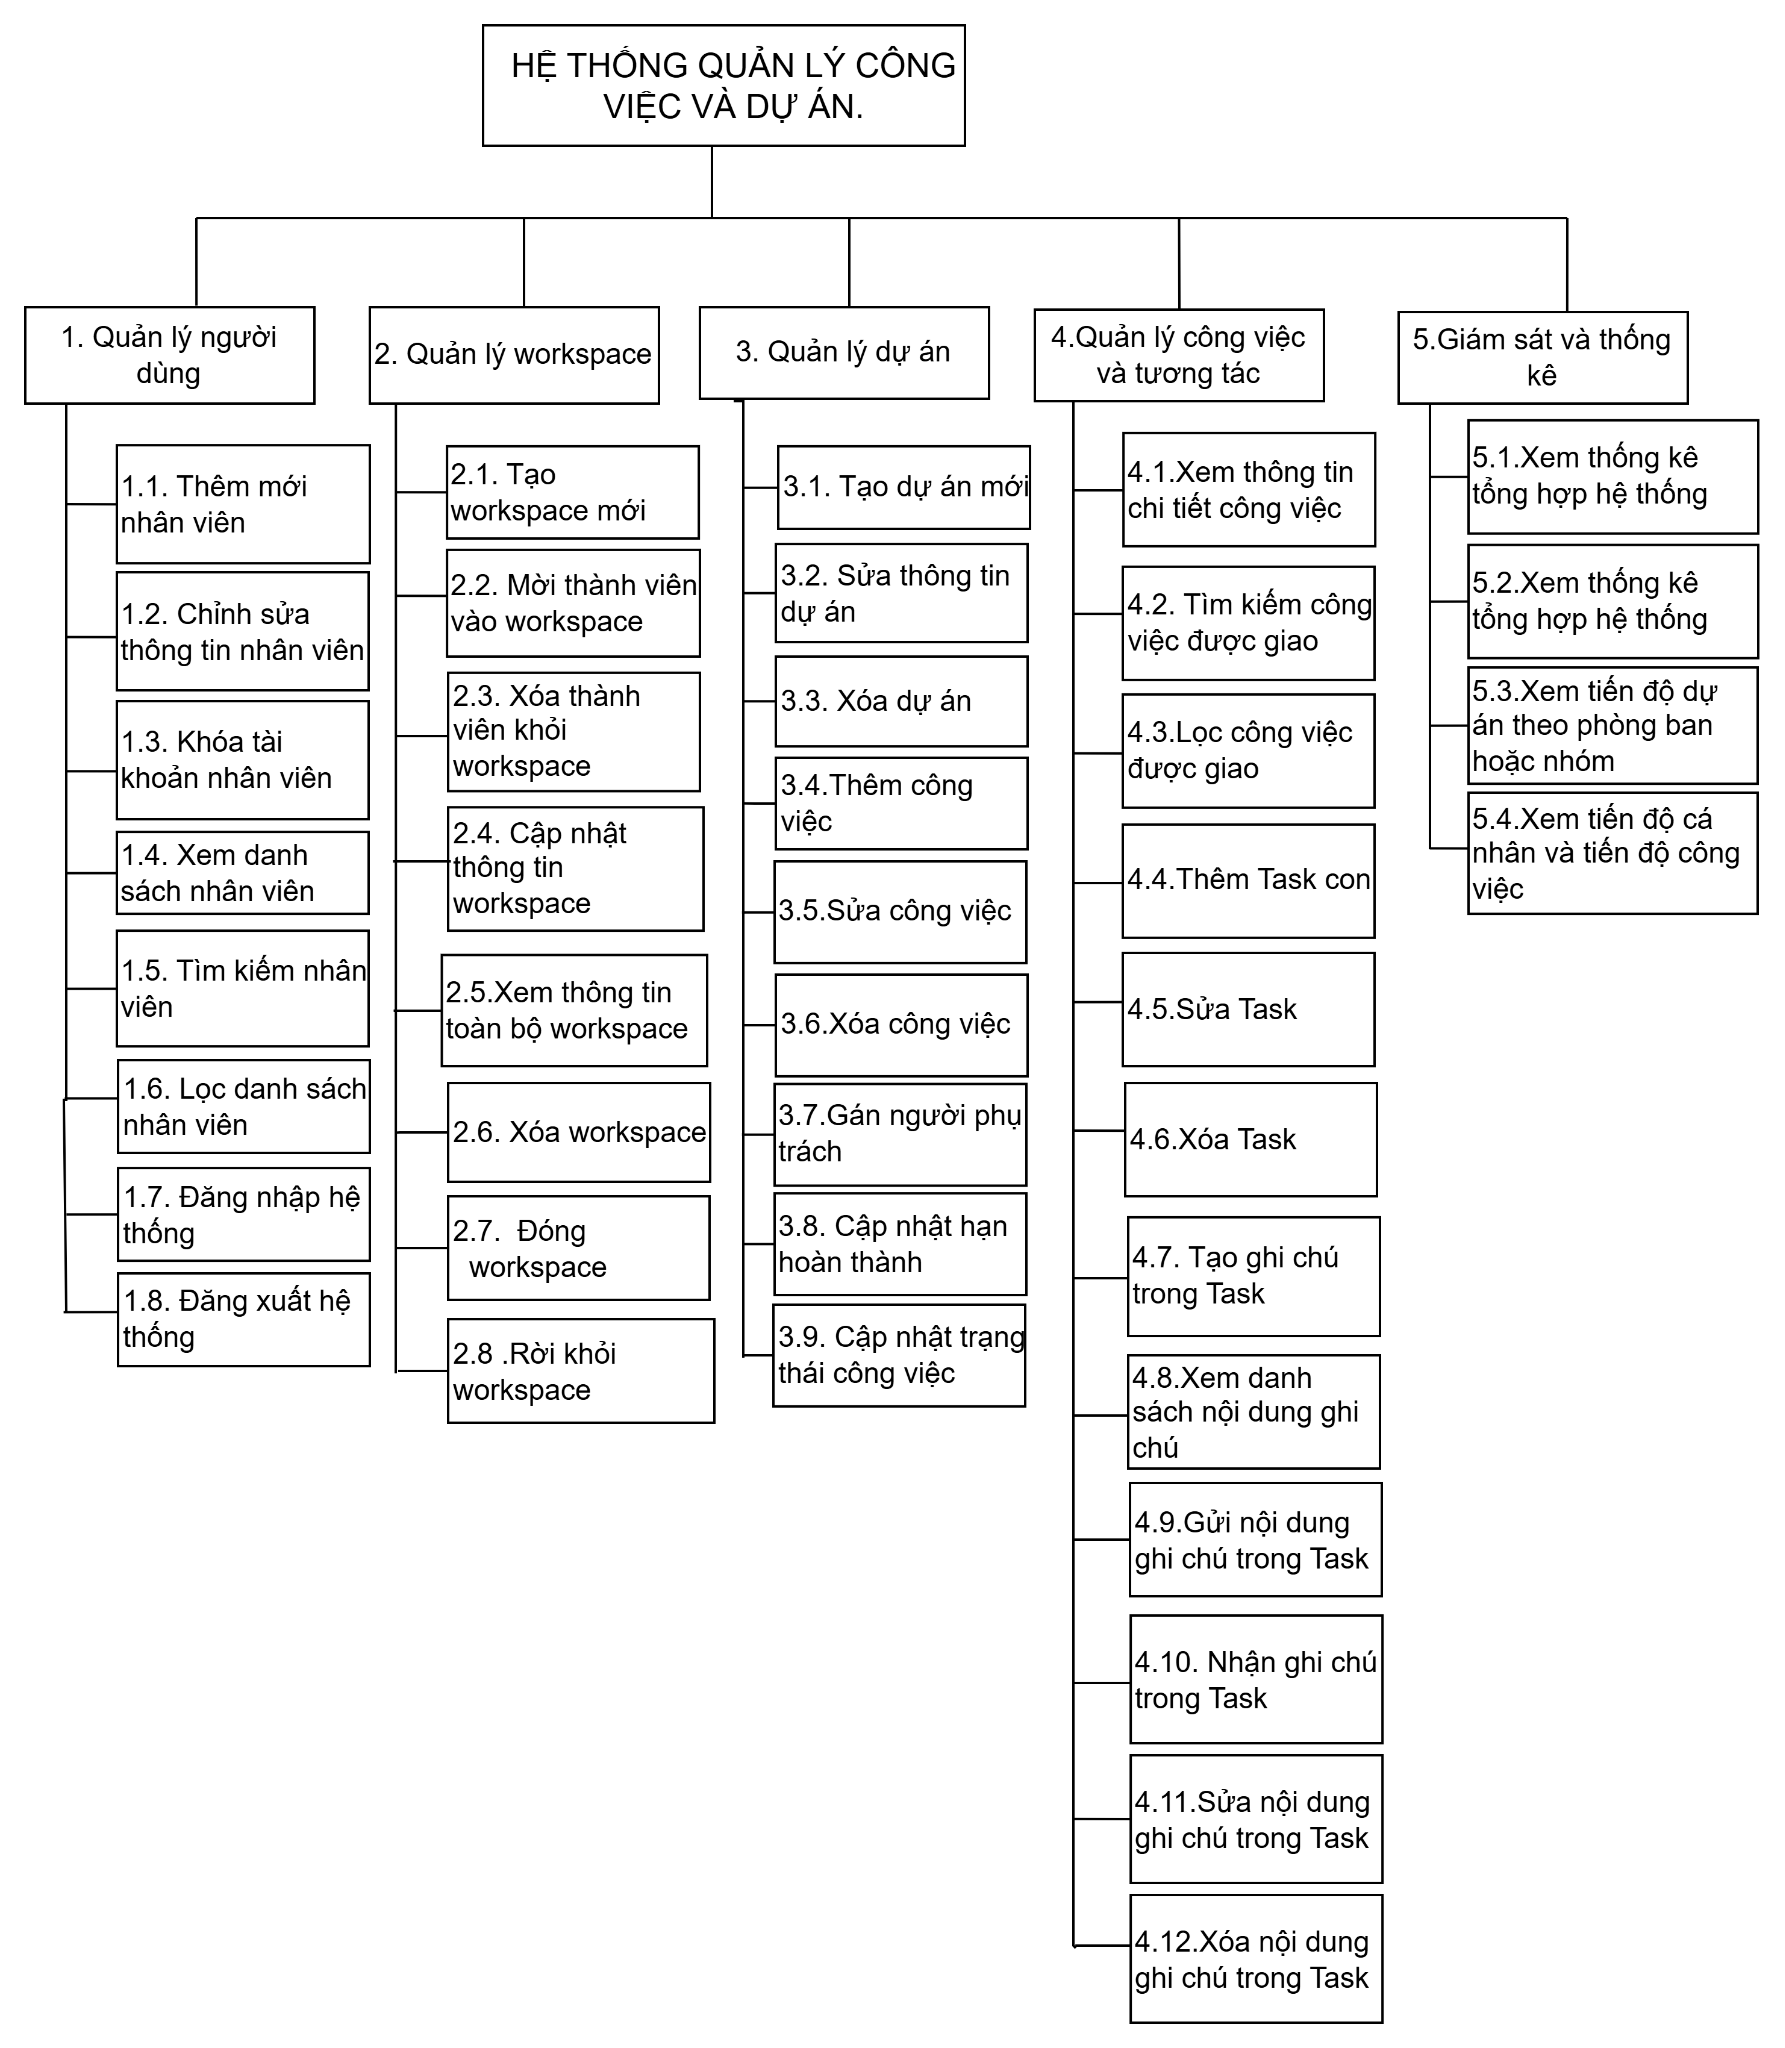 HỆ THỐNG QUẢN LÝ CÔNG
VIỆC VÀ DỰ ÁN.
1. Quản lý người
dùng
1.1. Thêm mới
nhân viên
1.2. Chỉnh sửa
thông tin nhân viên
1.3. Khóa tài
khoản nhân viên
1.4. Xem danh
sách nhân viên
1.5. Tìm kiếm nhân
viên
1.6. Lọc danh sách
nhân viên
1.7. Đăng nhập hệ
thống
1.8. Đăng xuất hệ
thống
2. Quản lý workspace
2.1. Tạo
workspace mới
2.2. Mời thành viên
vào workspace
2.3. Xóa thành
viên khỏi
workspace
2.4. Cập nhật
thông tin
workspace
2.5.Xem thông tin
toàn bộ workspace
2.6. Xóa workspace
2.7.  Đóng
workspace
2.8 .Rời khỏi
workspace
3. Quản lý dự án
3.1. Tạo dự án mới
3.2. Sửa thông tin
dự án
3.3. Xóa dự án
3.4.Thêm công
việc
3.5.Sửa công việc
3.6.Xóa công việc
3.7.Gán người phụ
trách
3.8. Cập nhật hạn
hoàn thành
3.9. Cập nhật trạng
thái công việc
4.Quản lý công việc
và tương tác
4.1.Xem thông tin
chi tiết công việc
4.2. Tìm kiếm công
việc được giao
4.3.Lọc công việc
được giao
4.4.Thêm Task con
4.5.Sửa Task
4.6.Xóa Task
4.7. Tạo ghi chú
trong Task
4.8.Xem danh
sách nội dung ghi
chú
4.9.Gửi nội dung
ghi chú trong Task
4.10. Nhận ghi chú
trong Task
4.11.Sửa nội dung
ghi chú trong Task
4.12.Xóa nội dung
ghi chú trong Task
5.Giám sát và thống
kê
5.1.Xem thống kê
tổng hợp hệ thống
5.2.Xem thống kê
tổng hợp hệ thống
5.3.Xem tiến độ dự
án theo phòng ban
hoặc nhóm
5.4.Xem tiến độ cá
nhân và tiến độ công
việc